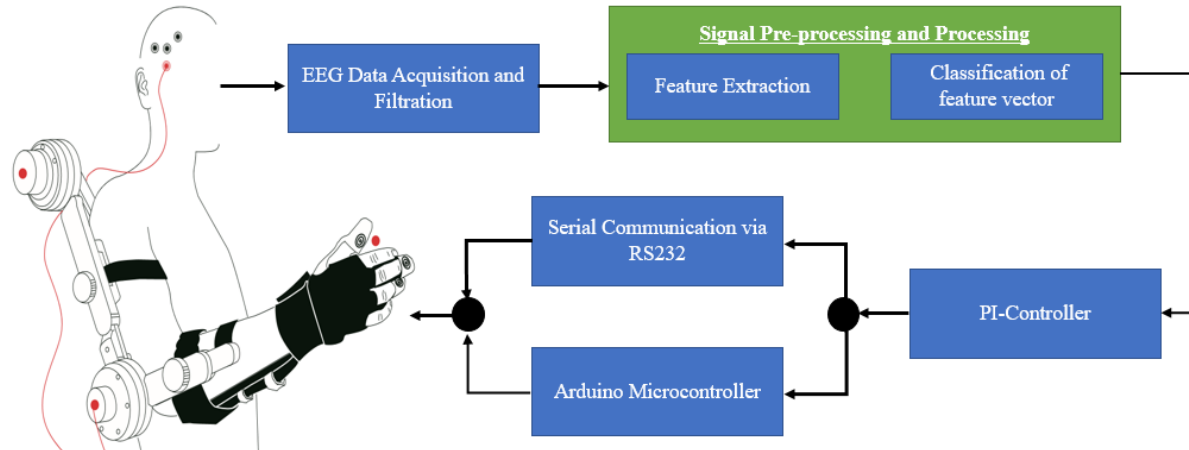 Signal Pre-processing and Processing
EEG Data Acquisition and
Filtration
Feature Extraction
Classification of
feature vector
Serial Communication via
RS232
PI-Controller
Arduino Microcontroller